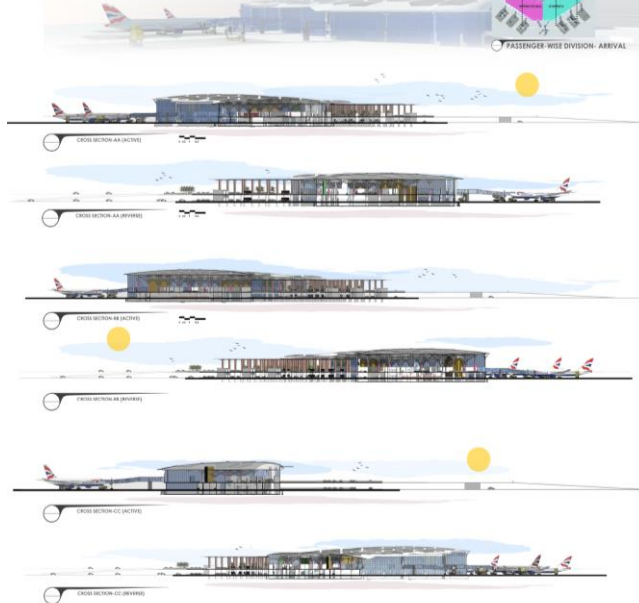 PASSENGER-WISE DIVISION- ARRIVAL
CROSS SECTION-AA (ACTIVE)
CROSS SECTION-AA (REVERSE)
CROSS SECTION-BB (ACTIVE)
CROSS SECTION-BB (REVERSE)
CROSS SECTION-CC (ACTIVE)
CROSS SECTION-CC (REVERSE)